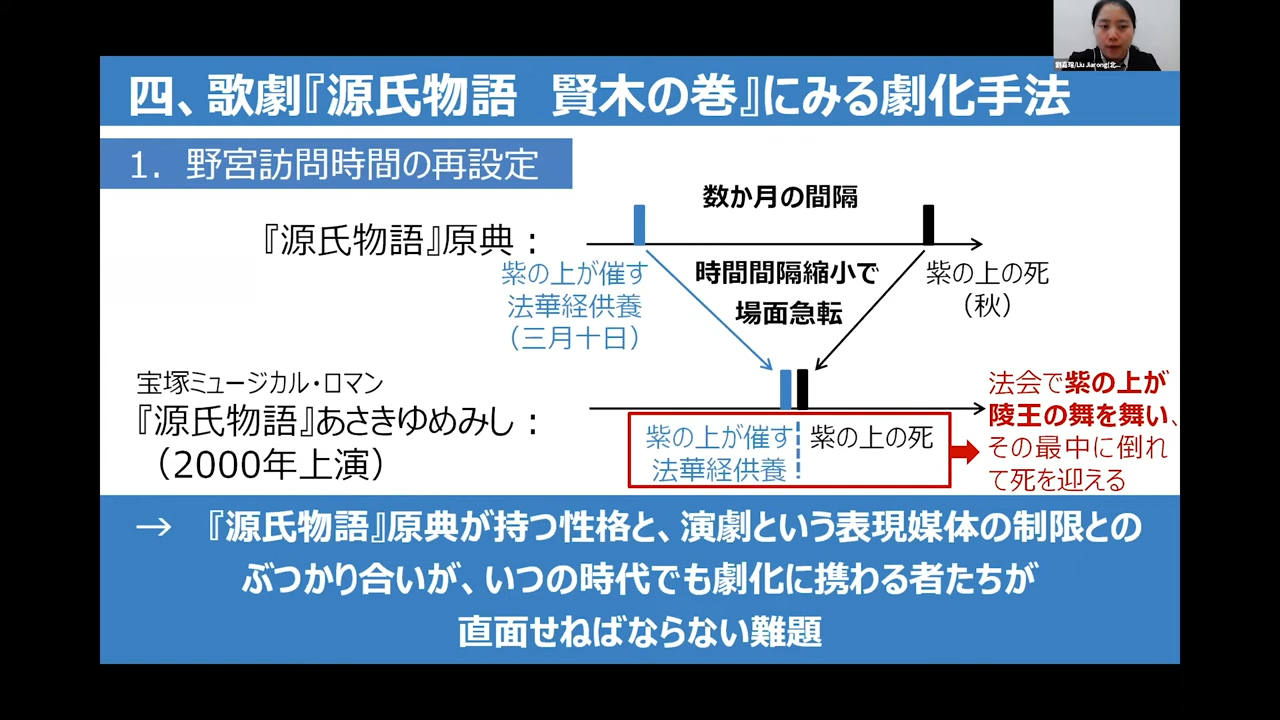 劉嘉瑢/Liu Jiarong(北...
四、歌劇『源氏物語 賢木の巻』にみる劇化手法
1. 野宮訪問時間の再設定
数か月の間隔
『源氏物語』原典：
紫の上が催す
法華経供養
（三月十日）
時間間隔縮小で
場面急転
紫の上の死
（秋）
宝塚ミュージカル・ロマン
『源氏物語』あさきゆめみし：
（2000年上演）
紫の上が催す
法華経供養
紫の上の死
法会で紫の上が
陵王の舞を舞い、
その最中に倒れ
て死を迎える
→ 『源氏物語』原典が持つ性格と、演劇という表現媒体の制限との
ぶつかり合いが、いつの時代でも劇化に携わる者たちが
直面せねばならない難題